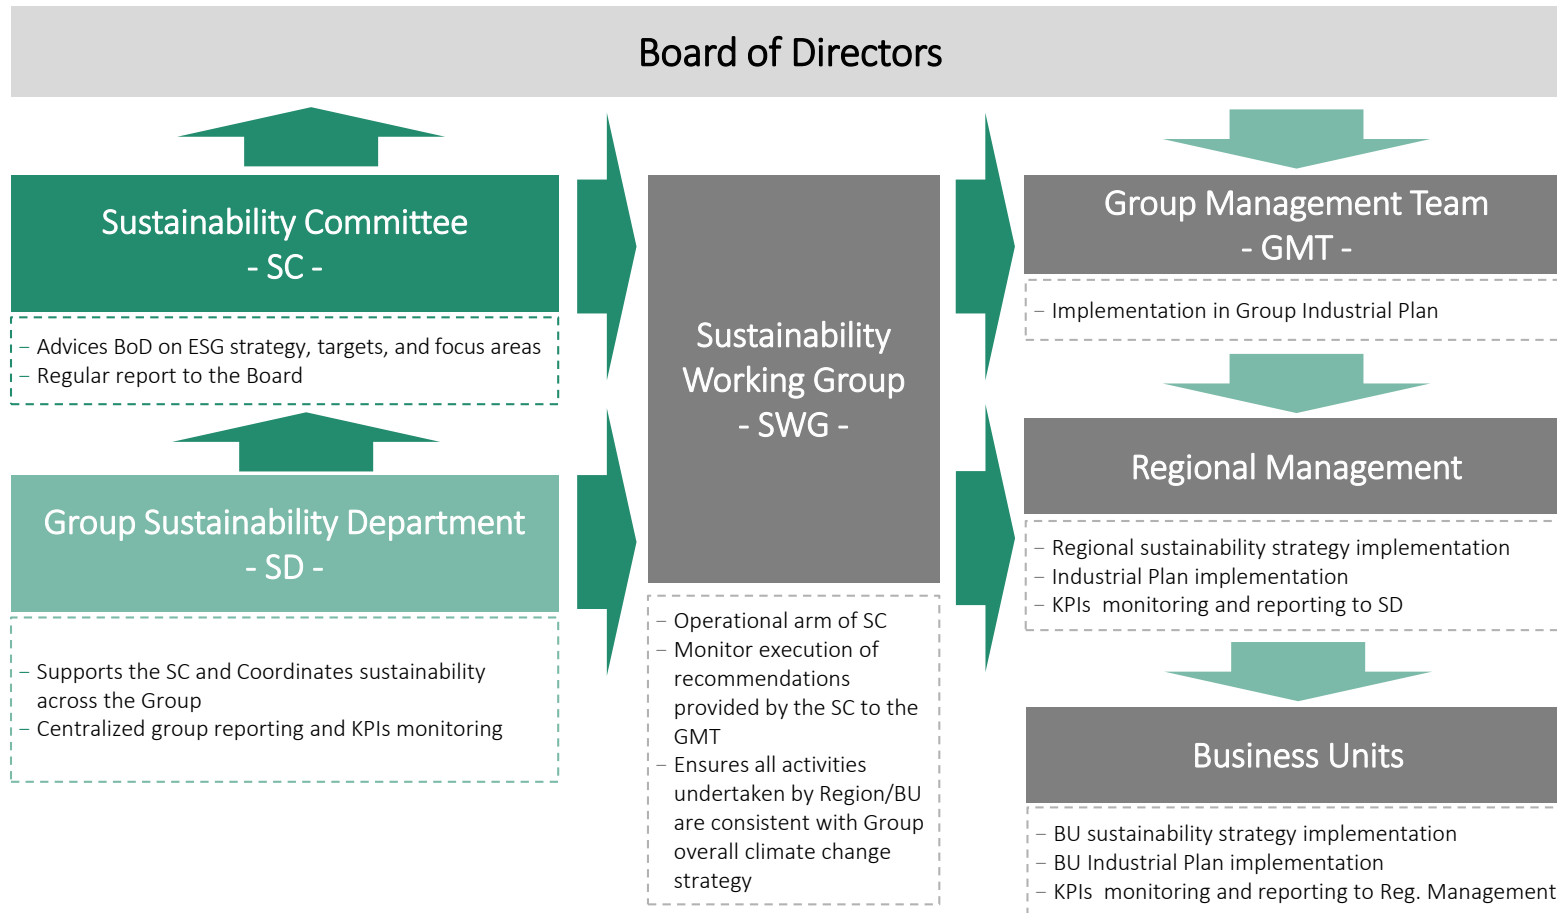 Board of Directors
Sustainability Committee
- SC -
– Advices BoD on ESG strategy, targets, and focus areas
– Regular report to the Board
Group Sustainability Department
- SD -
– Supports the SC and Coordinates sustainability
across the Group
– Centralized group reporting and KPIs monitoring
Sustainability
Working Group
- SWG -
– Operational arm of SC
– Monitor execution of
recommendations
provided by the SC to the
GMT
– Ensures all activities
undertaken by Region/BU
are consistent with Group
overall climate change
strategy
Group Management Team
- GMT -
– Implementation in Group Industrial Plan
Regional Management
– Regional sustainability strategy implementation
– Industrial Plan implementation
– KPIs  monitoring and reporting to SD
Business Units
– BU sustainability strategy implementation
– BU Industrial Plan implementation
– KPIs  monitoring and reporting to Reg. Management